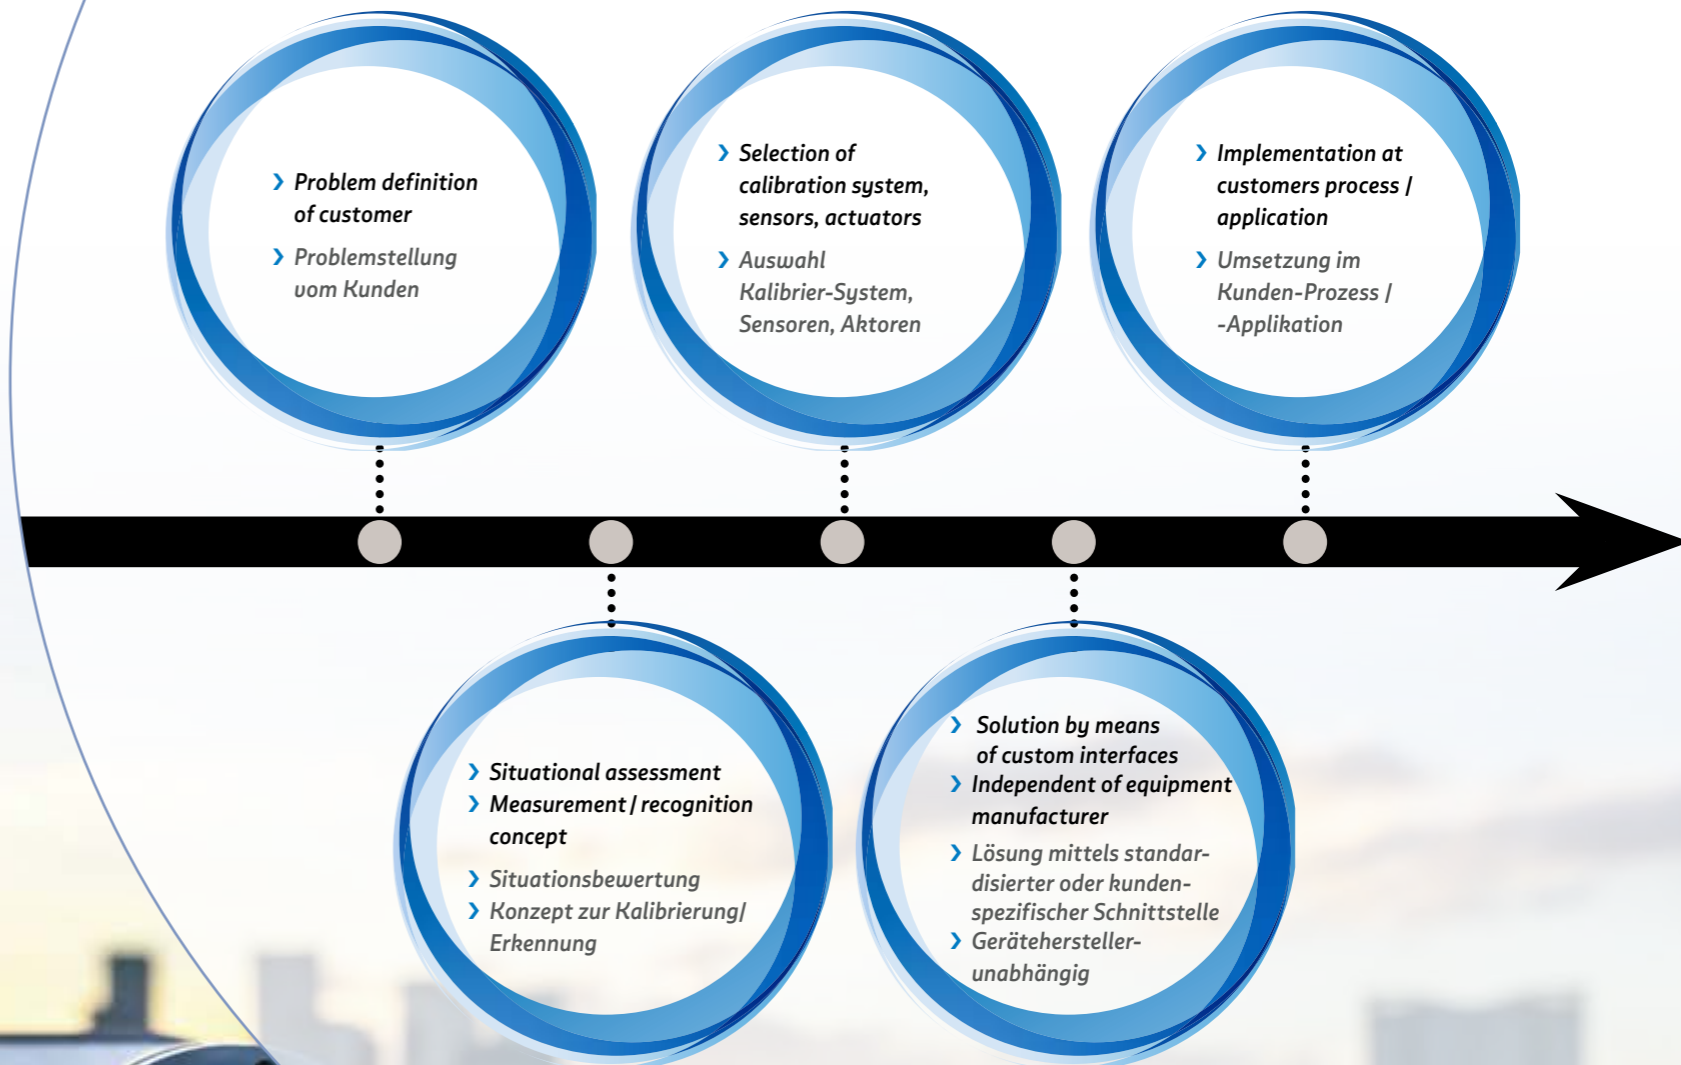 › Problem definition
of customer
› Problemstellung
vom Kunden
› Situational assessment
› Measurement / recognition
concept
› Situationsbewertung
› Konzept zur Kalibrierung/
Erkennung
› Selection of
calibration system,
sensors, actuators
› Auswahl
Kalibrier-System,
Sensoren, Aktoren
› Solution by means
of custom interfaces
› Independent of equipment
manufacturer
› Lösung mittels standar-
disierter oder kunden-
spezifischer Schnittstelle
› Gerätehersteller-
unabhängig
› Implementation at
customers process /
application
› Umsetzung im
Kunden-Prozess /
-Applikation